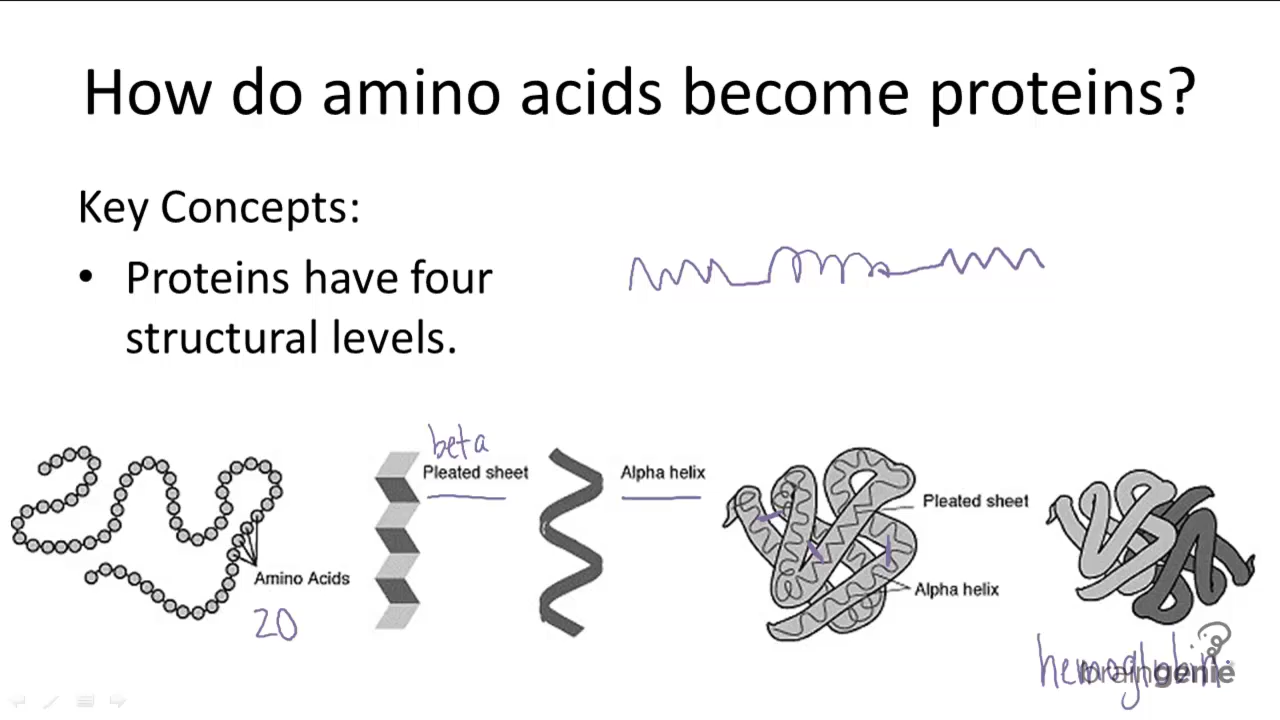 How do amino acids become proteins?
Key Concepts:
• Proteins have four
structural levels.
beta
Pleated sheet
Alpha helix
Pleated sheet
Amino Acids
Alpha helix
20
hemoglobin
braingenie